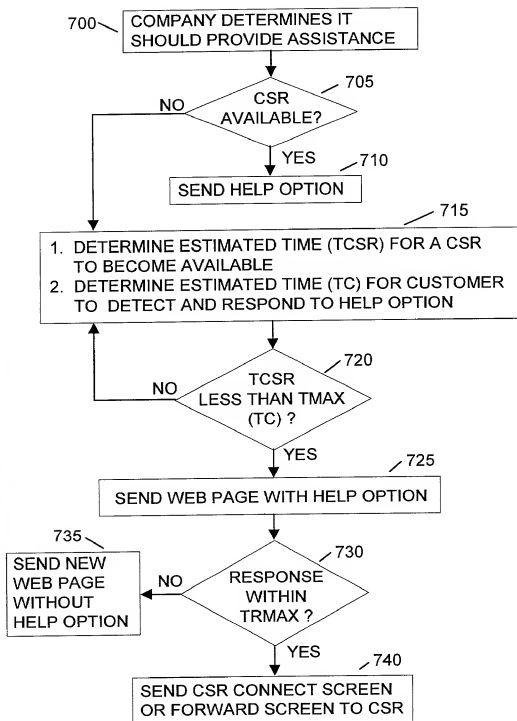 700
COMPANY DETERMINES IT
SHOULD PROVIDE ASSISTANCE
705
NO
CSR
AVAILABLE?
YES
710
SEND HELP OPTION
715
1. DETERMINE ESTIMATED TIME (TCSR) FOR A CSR
TO BECOME AVAILABLE
2. DETERMINE ESTIMATED TIME (TC) FOR CUSTOMER
TO DETECT AND RESPOND TO HELP OPTION
720
NO
TCSR
LESS THAN TMAX
(TC) ?
YES
725
SEND WEB PAGE WITH HELP OPTION
735
730
SEND NEW
WEB PAGE
WITHOUT
HELP OPTION
NO
RESPONSE
WITHIN
TRMAX ?
YES
740
SEND CSR CONNECT SCREEN
OR FORWARD SCREEN TO CSR